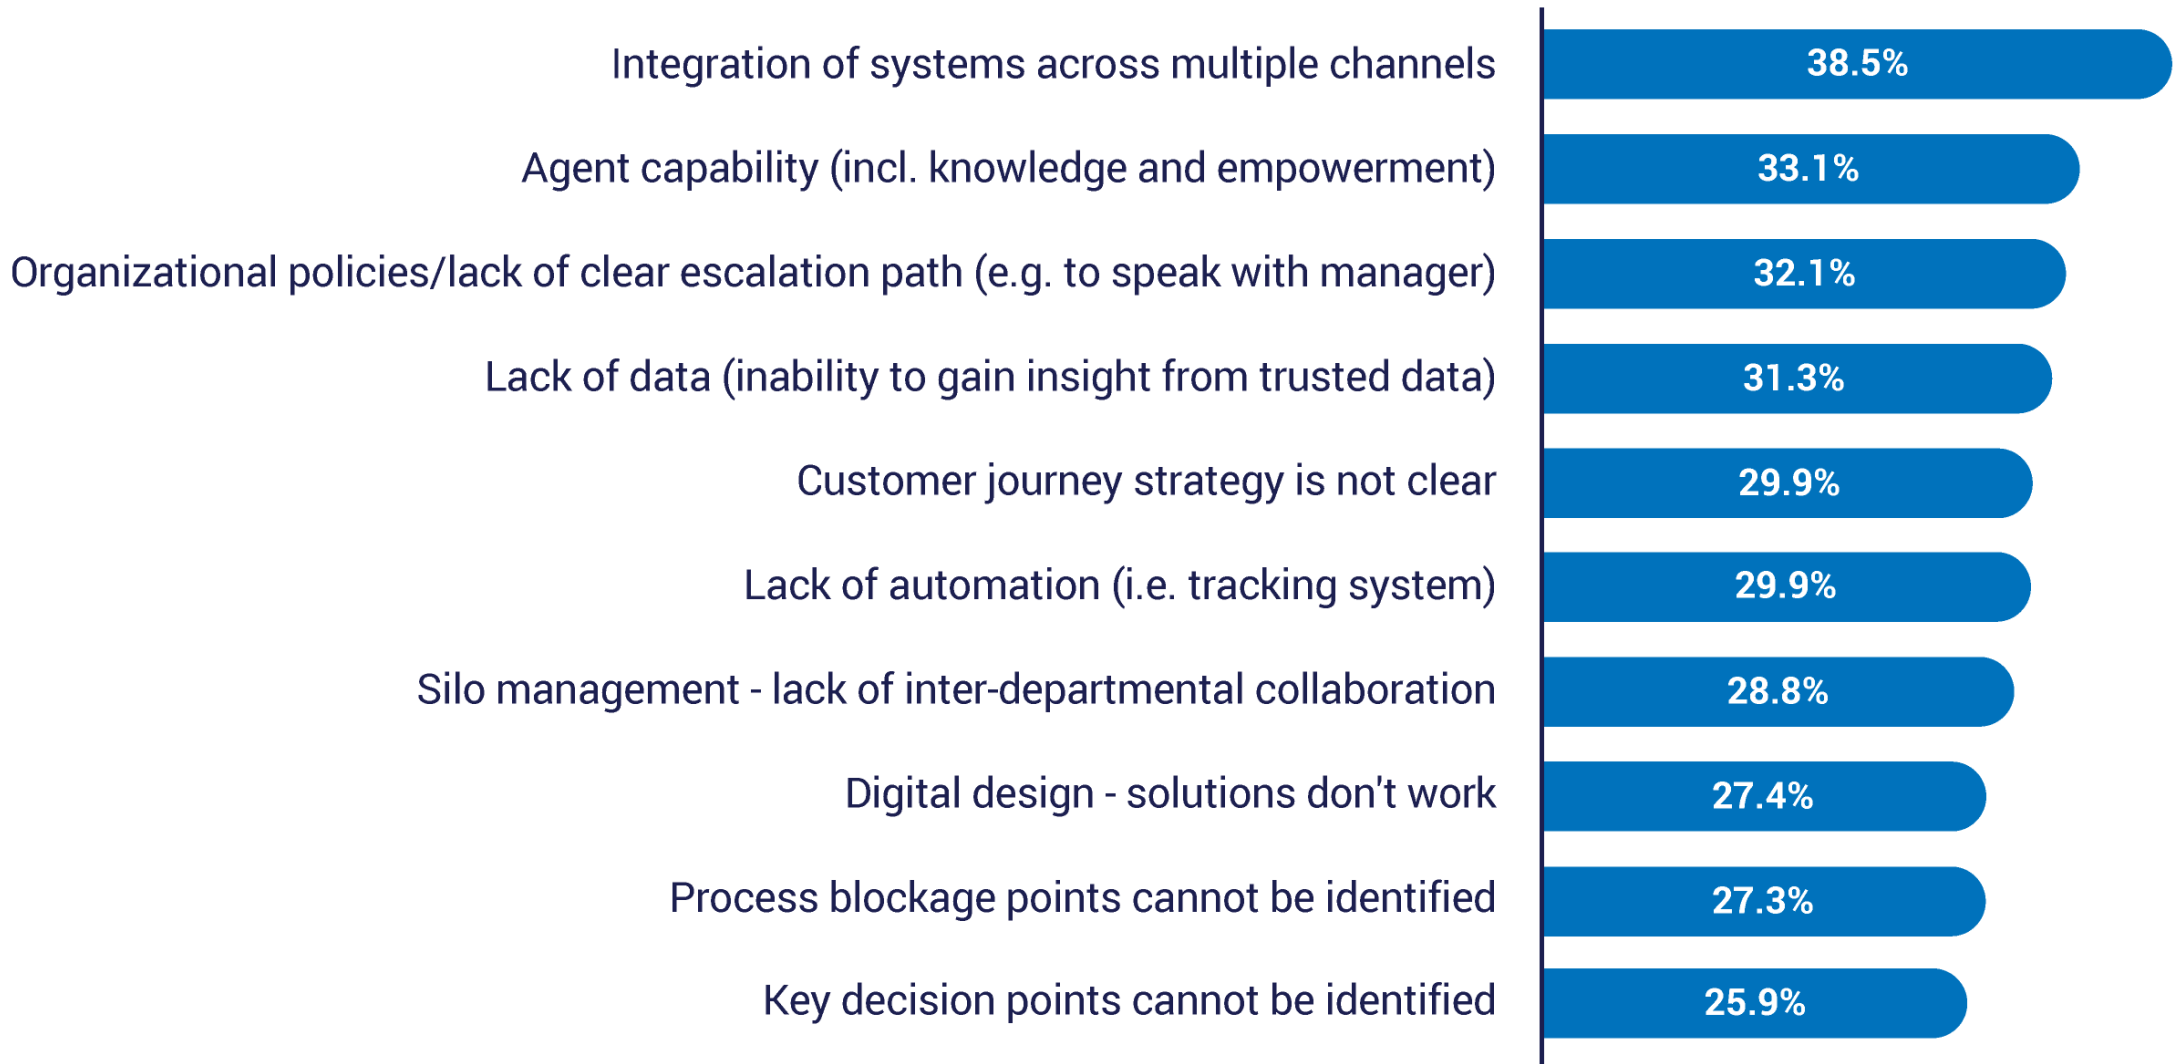 Integration of systems across multiple channels 38.5%
Agent capability (incl. knowledge and empowerment) 33.1%
Organizational policies/lack of clear escalation path (e.g. to speak with manager) 32.1%
Lack of data (inability to gain insight from trusted data) 31.3%
Customer journey strategy is not clear 29.9%
Lack of automation (i.e. tracking system) 29.9%
Silo management - lack of inter-departmental collaboration 28.8%
Digital design - solutions don't work 27.4%
Process blockage points cannot be identified 27.3%
Key decision points cannot be identified 25.9%